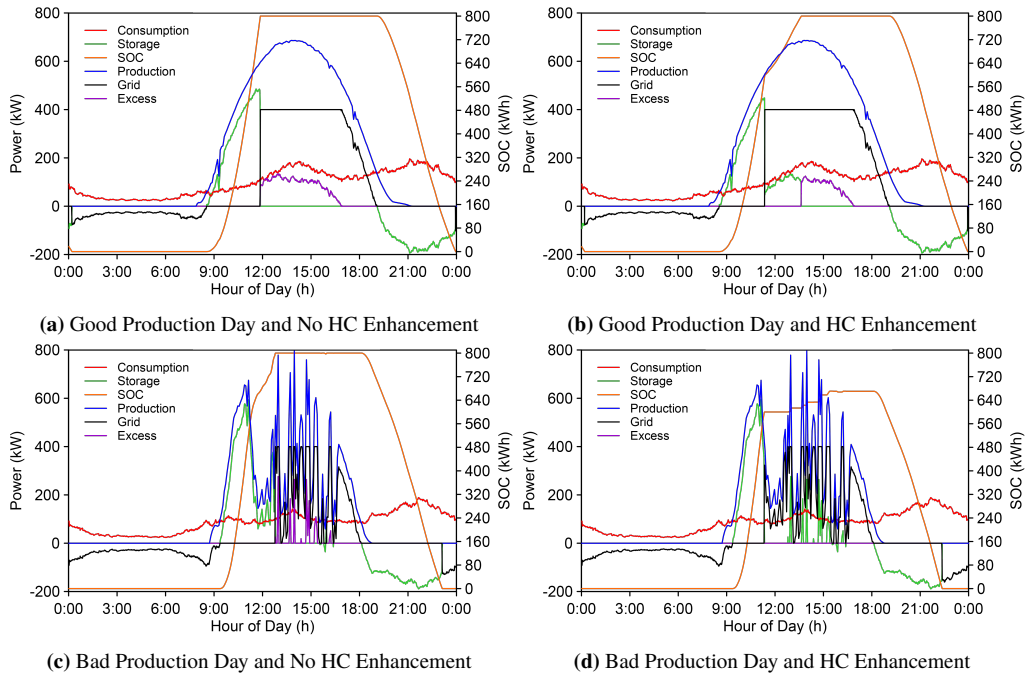 800
600
400
200
0
-200
Power (kW)
Consumption
Storage
SOC
Production
Grid
Excess
800
720
640
560
480
400
320
240
160
80
0
SOC (kWh)
0:00 3:00 6:00 9:00 12:00 15:00 18:00 21:00 0:00
Hour of Day (h)
(a) Good Production Day and No HC Enhancement
800
600
400
200
0
-200
Power (kW)
Consumption
Storage
SOC
Production
Grid
Excess
800
720
640
560
480
400
320
240
160
80
0
SOC (kWh)
0:00 3:00 6:00 9:00 12:00 15:00 18:00 21:00 0:00
Hour of Day (h)
(b) Good Production Day and HC Enhancement
800
600
400
200
0
-200
Power (kW)
Consumption
Storage
SOC
Production
Grid
Excess
800
720
640
560
480
400
320
240
160
80
0
SOC (kWh)
0:00 3:00 6:00 9:00 12:00 15:00 18:00 21:00 0:00
Hour of Day (h)
(c) Bad Production Day and No HC Enhancement
800
600
400
200
0
-200
Power (kW)
Consumption
Storage
SOC
Production
Grid
Excess
800
720
640
560
480
400
320
240
160
80
0
SOC (kWh)
0:00 3:00 6:00 9:00 12:00 15:00 18:00 21:00 0:00
Hour of Day (h)
(d) Bad Production Day and HC Enhancement